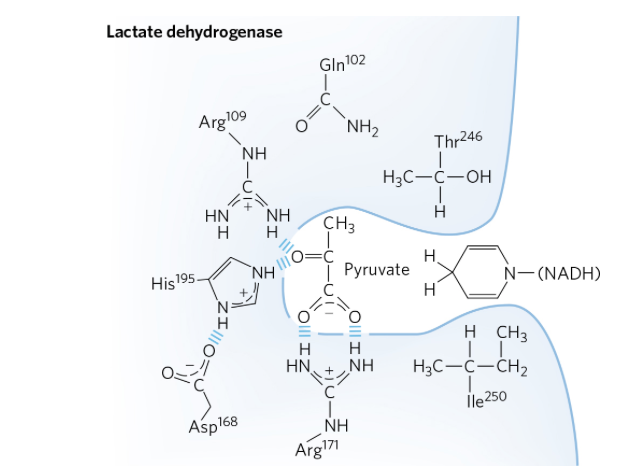 Lactate dehydrogenase
Gln102
C
O NH2
Arg109
NH
C
+
HN NH
H H
Thr246
H3C—C—OH
H
CH3
O=C
Pyruvate
C
O − O
H
H
N—(NADH)
His195
NH
+
N
H
O
O − C
Asp168
H H
HN + NH
C
NH
Arg171
H CH3
H3C—C—CH2
Ile250